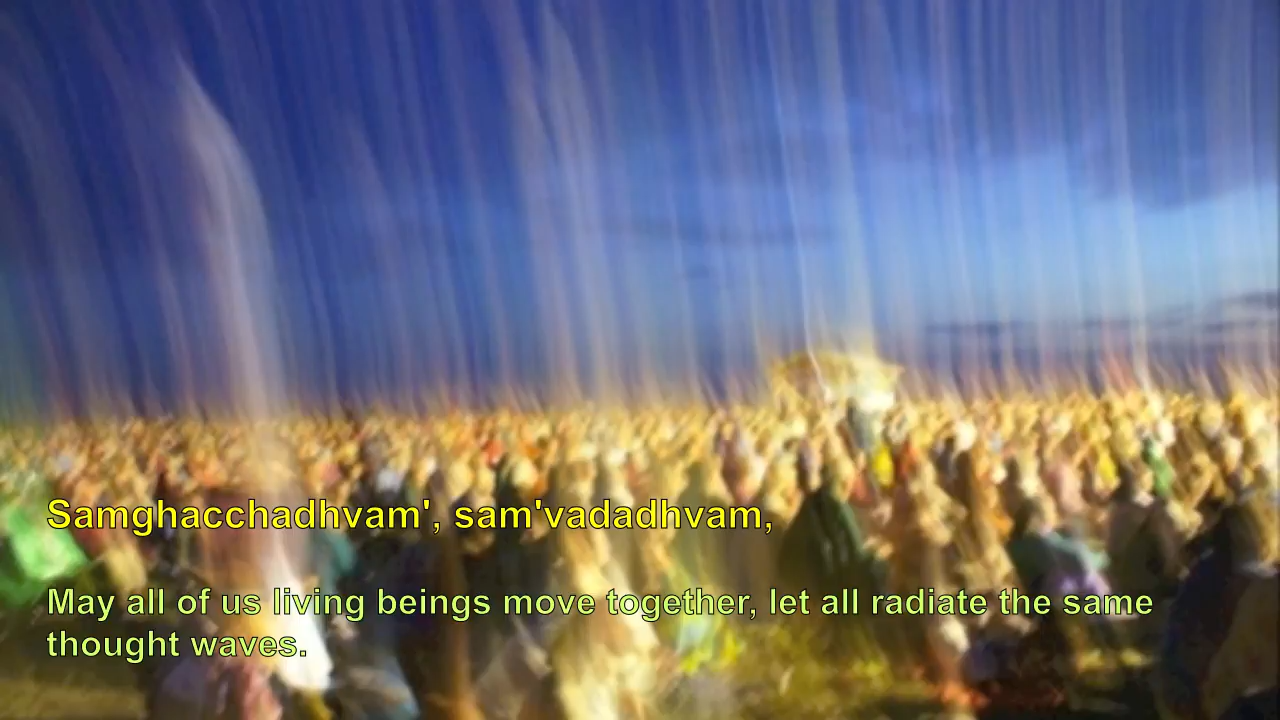 Samghacchadhvam', sam'vadadhvam,
May all of us living beings move together, let all radiate the same
thought waves.